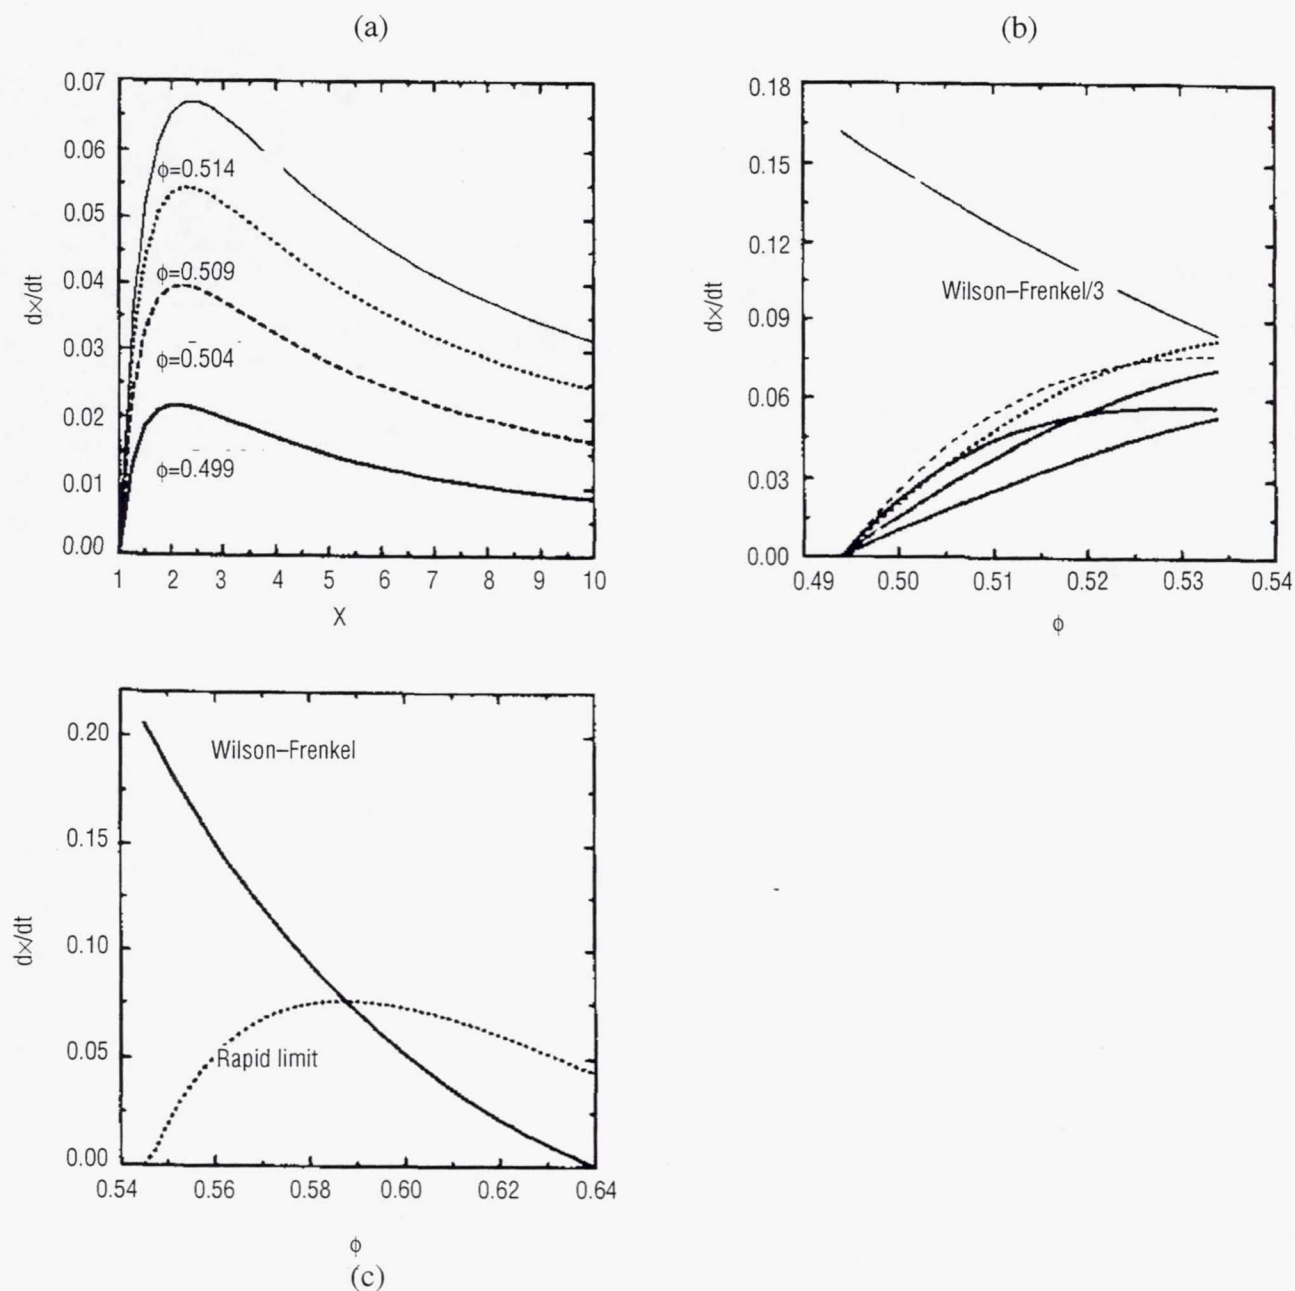 (a)
(b)
0.07
0.06
0.05
0.04
0.03
0.02
0.01
0.00
dx/dt
ϕ=0.514
ϕ=0.509
ϕ=0.504
ϕ=0.499
1 2 3 4 5 6 7 8 9 10
X
0.18
0.15
0.12
0.09
0.06
0.03
0.00
dx/dt
Wilson–Frenkel/3
0.49 0.50 0.51 0.52 0.53 0.54
ϕ
0.20
0.15
0.10
0.05
0.00
dx/dt
Wilson–Frenkel
Rapid limit
0.54 0.56 0.58 0.60 0.62 0.64
ϕ
(c)